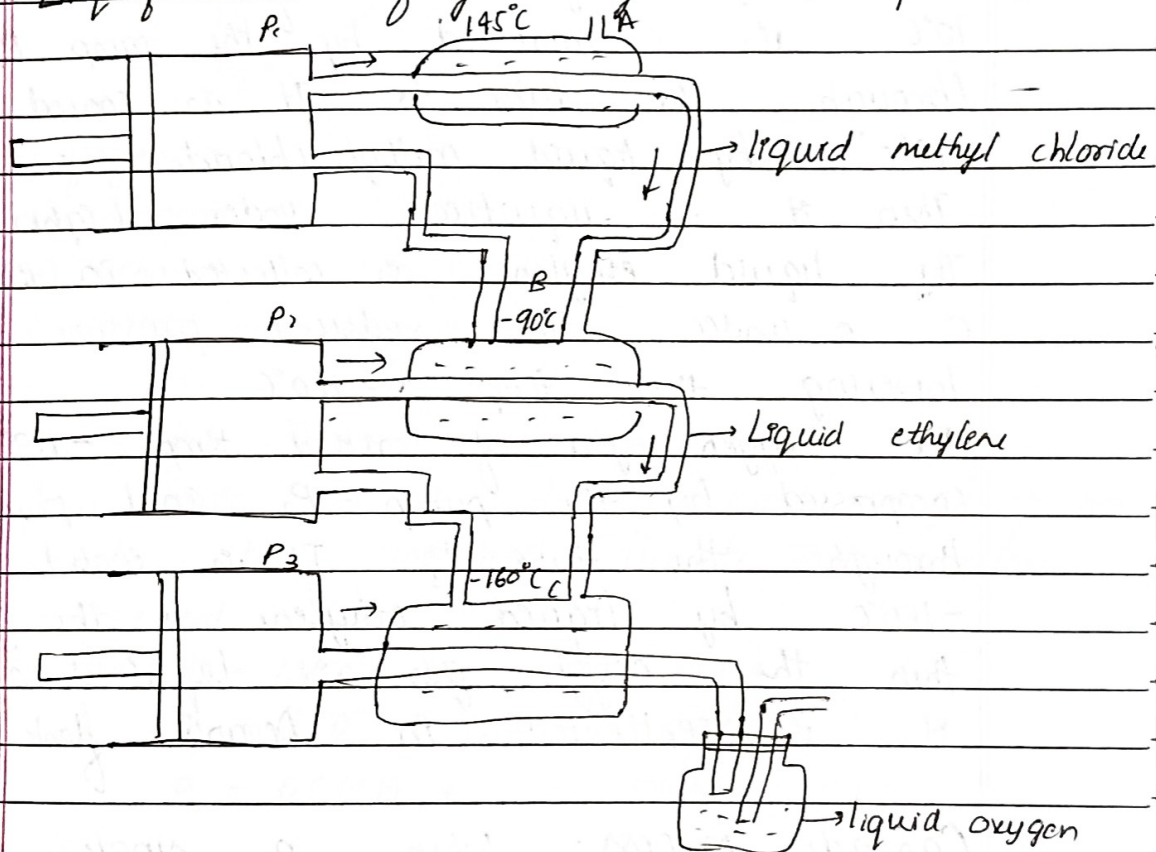 145°C
A
P1
liquid methyl chloride
B
-90°C
P2
Liquid ethylene
P3
-160°C
C
liquid oxygen